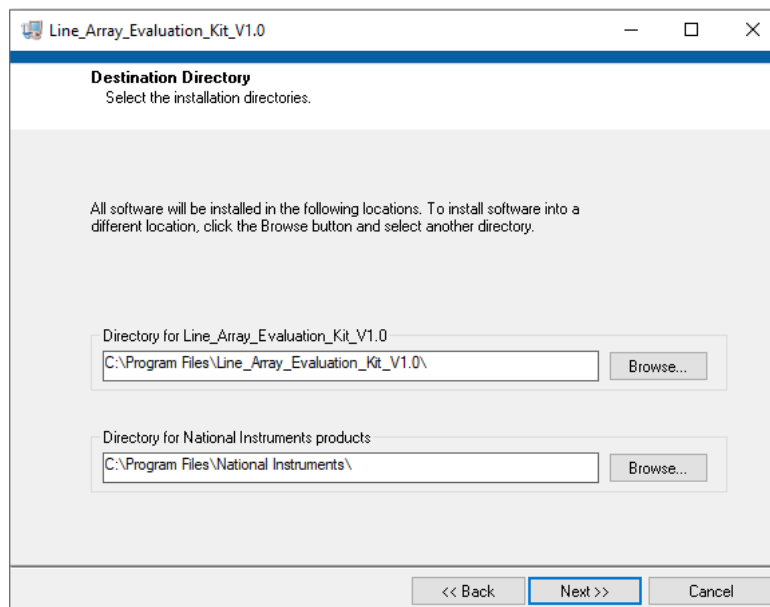 Line_Array_Evaluation_Kit_V1.0
Destination Directory
Select the installation directories.
All software will be installed in the following locations. To install software into a
different location, click the Browse button and select another directory.
Directory for Line_Array_Evaluation_Kit_V1.0
C:\Program Files\Line_Array_Evaluation_Kit_V1.0\
Browse...
Directory for National Instruments products
C:\Program Files\National Instruments\
Browse...
<< Back
Next >>
Cancel